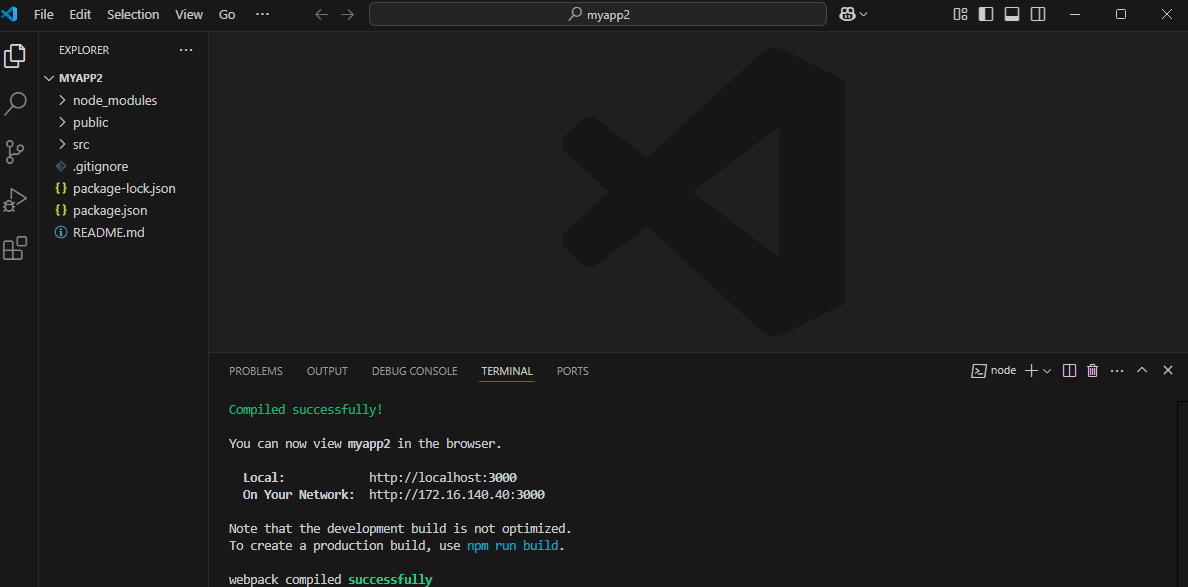 File Edit Selection View Go ···
myapp2
EXPLORER ···
MYAPP2
node_modules
public
src
.gitignore
{} package-lock.json
{} package.json
README.md
PROBLEMS OUTPUT DEBUG CONSOLE TERMINAL PORTS
node
Compiled successfully!
You can now view myapp2 in the browser.
Local: http://localhost:3000
On Your Network: http://172.16.140.40:3000
Note that the development build is not optimized.
To create a production build, use npm run build.
webpack compiled successfully